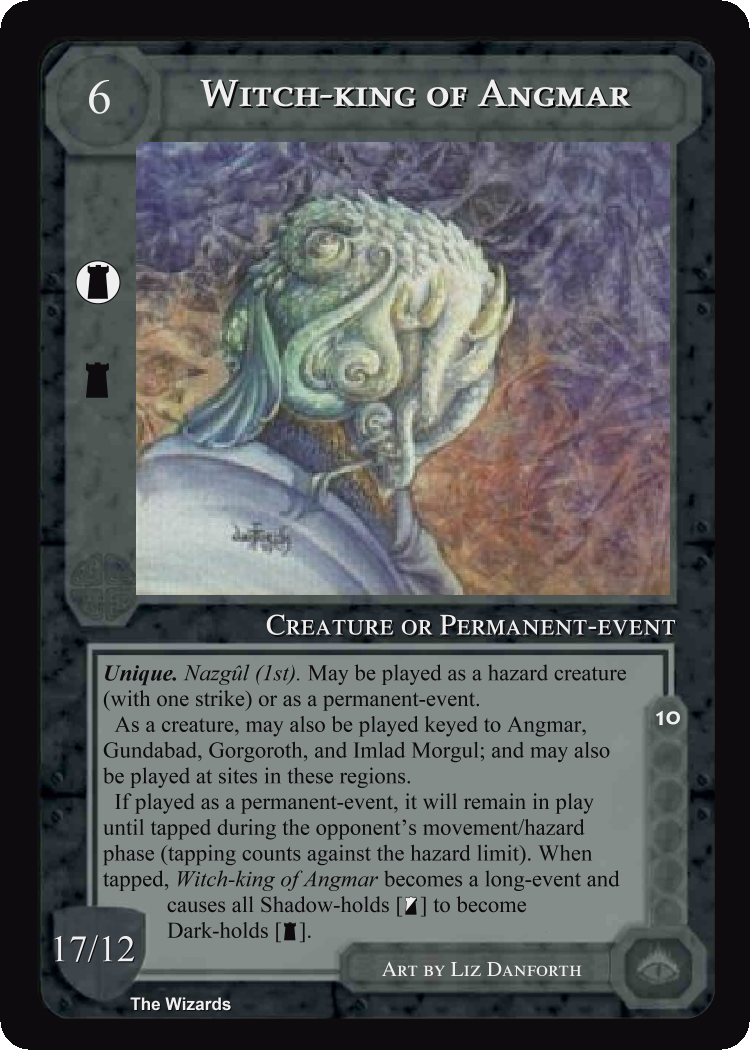 6
WITCH-KING OF ANGMAR
CREATURE OR PERMANENT-EVENT
Unique. Nazgûl (1st). May be played as a hazard creature
(with one strike) or as a permanent-event.
As a creature, may also be played keyed to Angmar,
Gundabad, Gorgoroth, and Imlad Morgul; and may also
be played at sites in these regions.
If played as a permanent-event, it will remain in play
until tapped during the opponent's movement/hazard
phase (tapping counts against the hazard limit). When
tapped, Witch-king of Angmar becomes a long-event and
causes all Shadow-holds [ ] to become
Dark-holds [ ].
10
17/12
ART BY LIZ DANFORTH
The Wizards